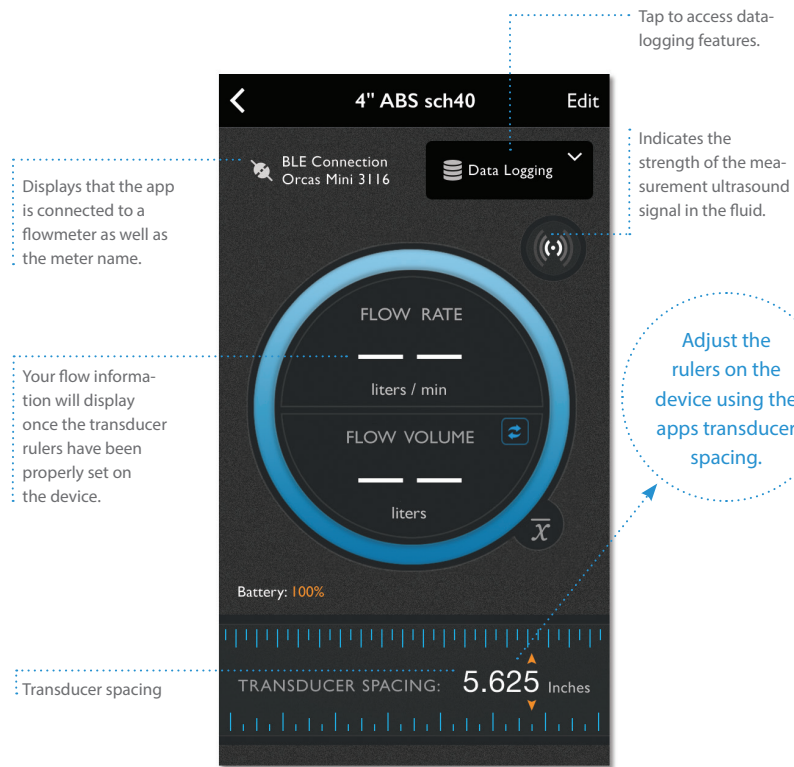 Tap to access data-
logging features.
4" ABS sch40
Edit
BLE Connection
Orcas Mini 3116
Data Logging
Indicates the
strength of the mea-
surement ultrasound
signal in the fluid.
Displays that the app
is connected to a
flowmeter as well as
the meter name.
FLOW RATE
liters / min
Your flow informa-
tion will display
once the transducer
rulers have been
properly set on
the device.
FLOW VOLUME
liters
x̅
Adjust the
rulers on the
device using the
apps transducer
spacing.
Battery: 100%
Transducer spacing
TRANSDUCER SPACING: 5.625 Inches